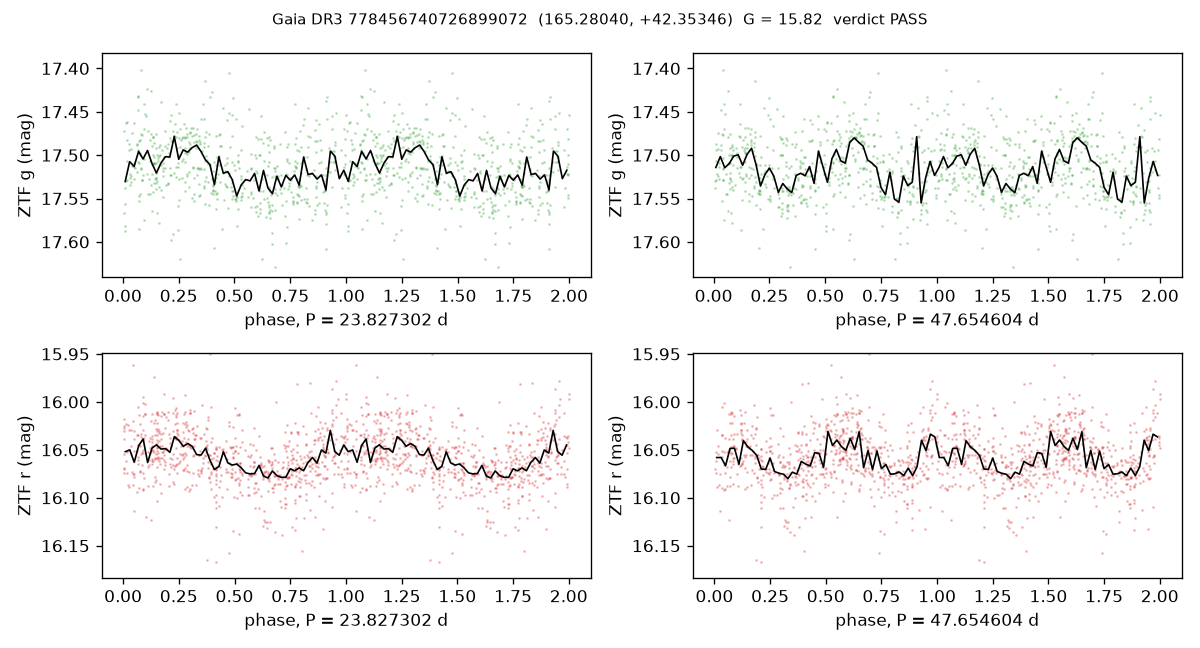 Gaia DR3 778456740726899072 (165.28040, +42.35346) G = 15.82 verdict PASS
ZTF g (mag)
17.40
17.45
17.50
17.55
17.60
0.00 0.25 0.50 0.75 1.00 1.25 1.50 1.75 2.00
phase, P = 23.827302 d
ZTF g (mag)
17.40
17.45
17.50
17.55
17.60
0.00 0.25 0.50 0.75 1.00 1.25 1.50 1.75 2.00
phase, P = 47.654604 d
ZTF r (mag)
15.95
16.00
16.05
16.10
16.15
0.00 0.25 0.50 0.75 1.00 1.25 1.50 1.75 2.00
phase, P = 23.827302 d
ZTF r (mag)
15.95
16.00
16.05
16.10
16.15
0.00 0.25 0.50 0.75 1.00 1.25 1.50 1.75 2.00
phase, P = 47.654604 d